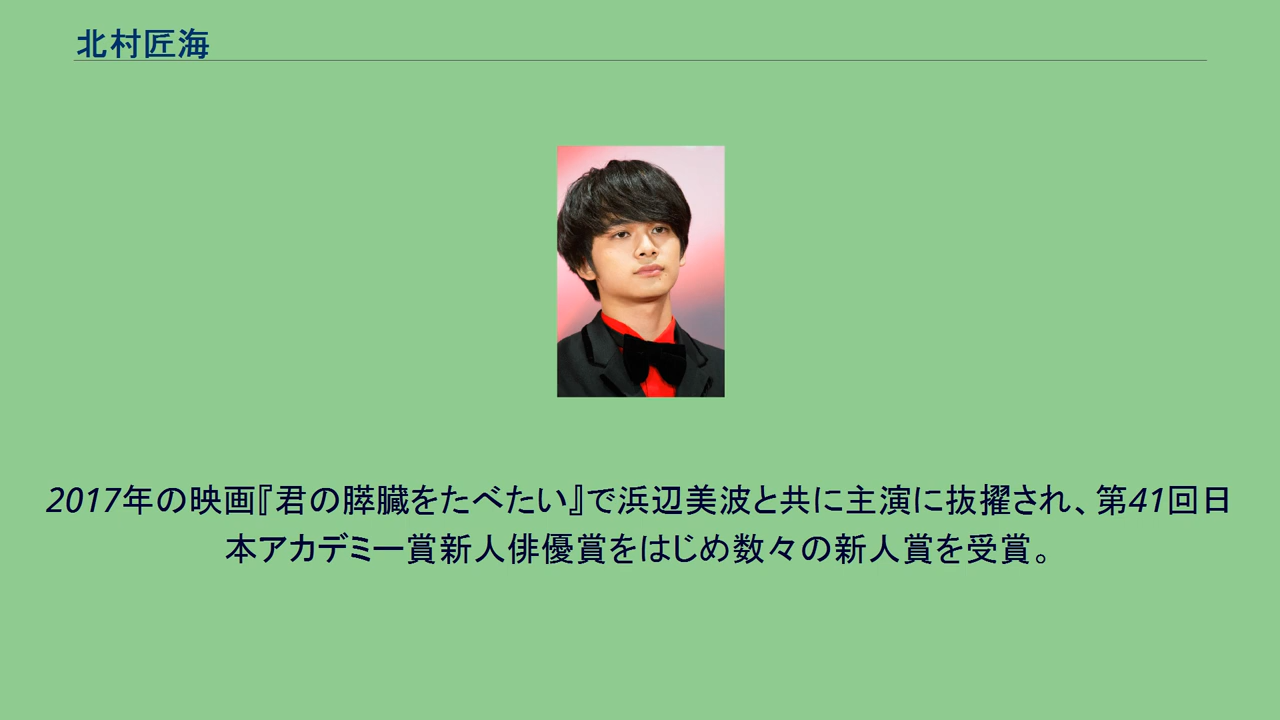 北村匠海
2017年の映画『君の膵臓をたべたい』で浜辺美波と共に主演に抜擢され、第41回日
本アカデミー賞新人俳優賞をはじめ数々の新人賞を受賞。